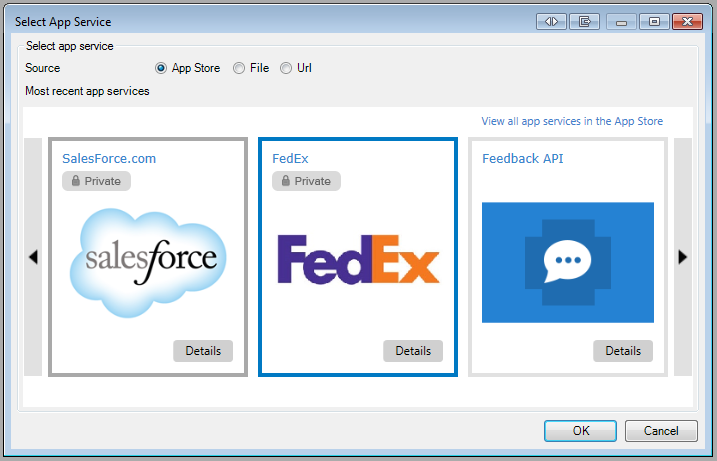 Select App Service
Select app service
Source App Store File Url
Most recent app services
View all app services in the App Store
SalesForce.com FedEx Feedback API
Private Private
salesforce FedEx
Details Details Details
OK Cancel